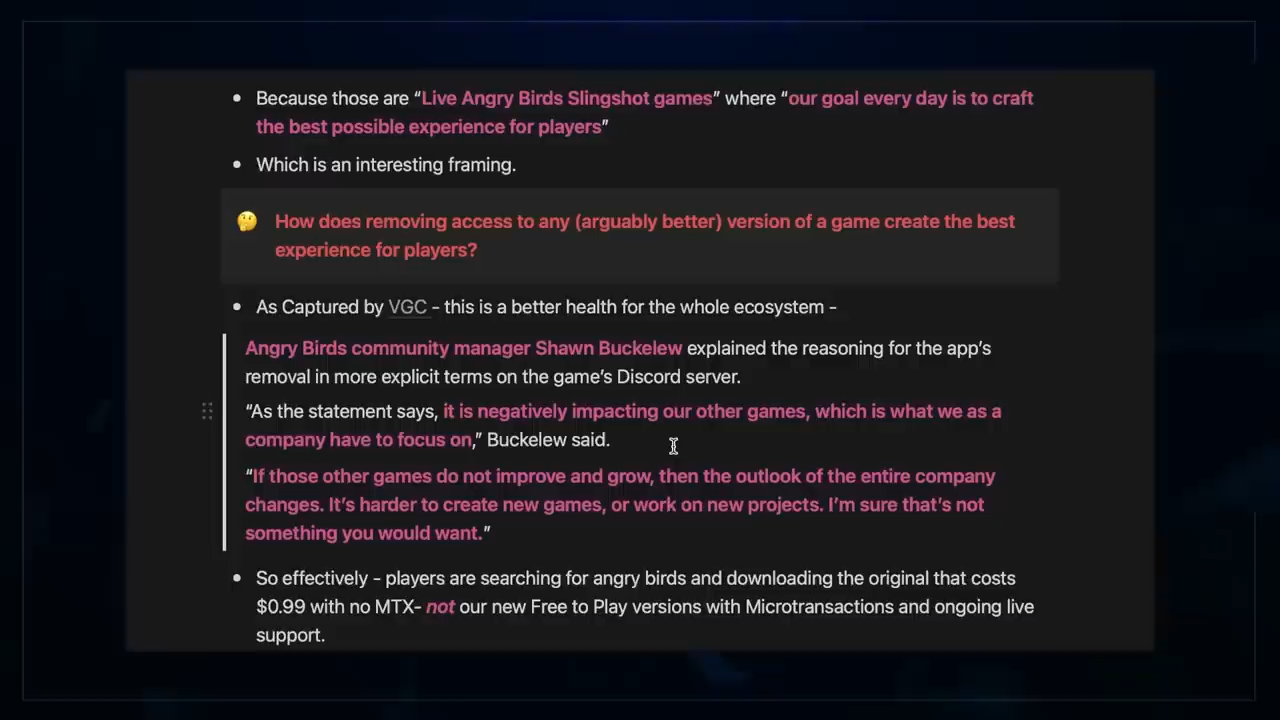 • Because those are “Live Angry Birds Slingshot games” where “our goal every day is to craft
the best possible experience for players”
• Which is an interesting framing.
🤔 How does removing access to any (arguably better) version of a game create the best
experience for players?
• As Captured by VGC - this is a better health for the whole ecosystem -
Angry Birds community manager Shawn Buckelew explained the reasoning for the app’s
removal in more explicit terms on the game’s Discord server.
“As the statement says, it is negatively impacting our other games, which is what we as a
company have to focus on,” Buckelew said.
“If those other games do not improve and grow, then the outlook of the entire company
changes. It’s harder to create new games, or work on new projects. I’m sure that’s not
something you would want.”
• So effectively - players are searching for angry birds and downloading the original that costs
$0.99 with no MTX- not our new Free to Play versions with Microtransactions and ongoing live
support.